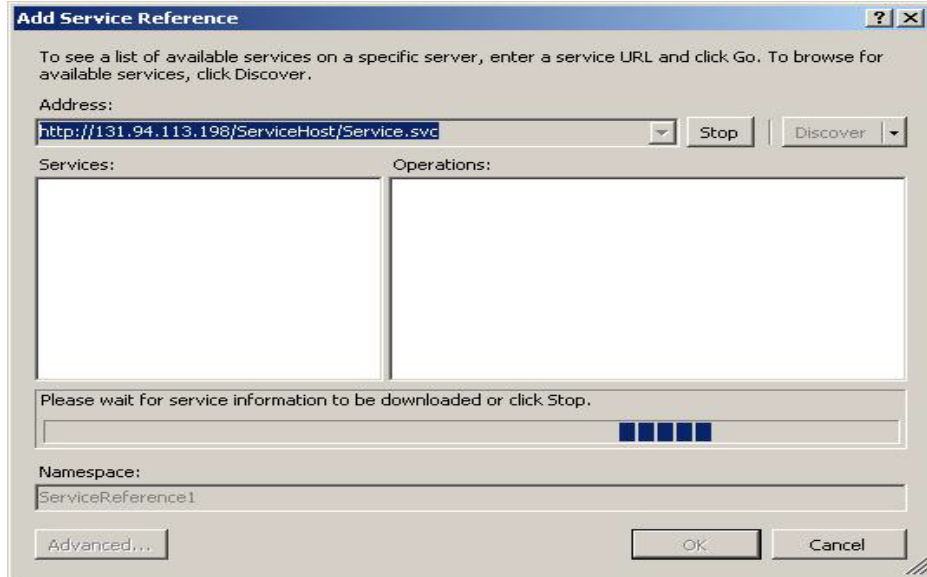 Add Service Reference
To see a list of available services on a specific server, enter a service URL and click Go. To browse for
available services, click Discover.
Address:
http://131.94.113.198/ServiceHost/Service.svc
Stop
Discover
Services:
Operations:
Please wait for service information to be downloaded or click Stop.
Namespace:
ServiceReference1
Advanced...
OK
Cancel